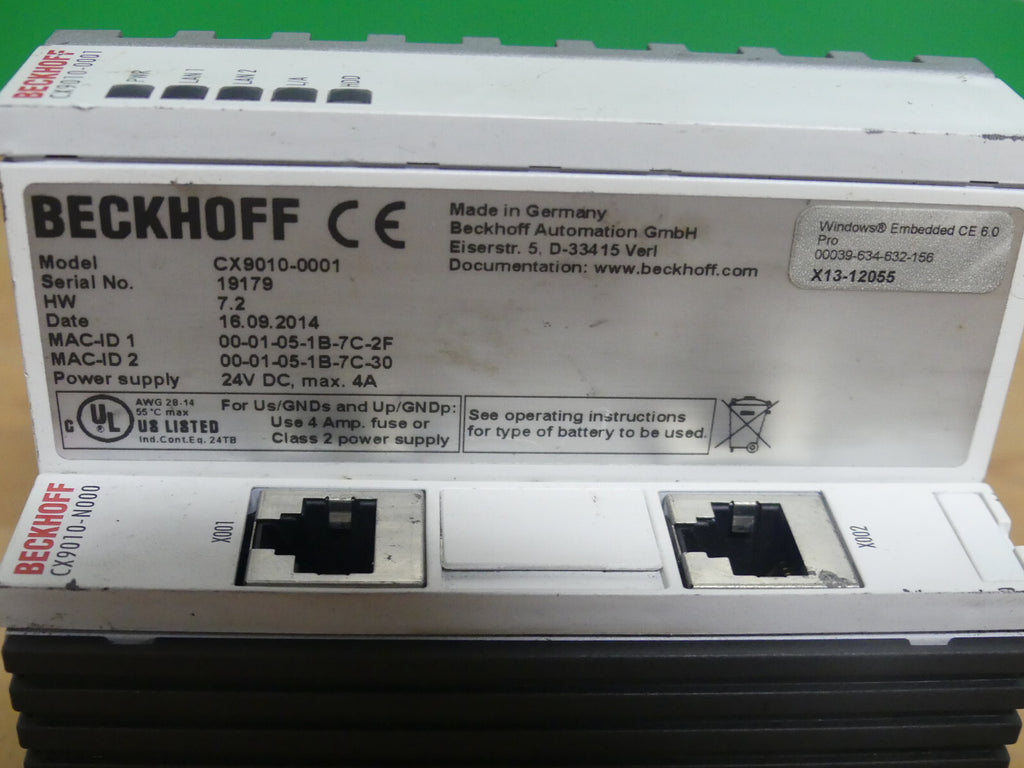 BECKHOFF
CX9010-0001
PWR
LAN 1
LAN 2
L/A
HDD
BECKHOFF CE
Made in Germany
Beckhoff Automation GmbH
Eiserstr. 5, D-33415 Verl
Documentation: www.beckhoff.com
Windows® Embedded CE 6.0
Pro
00039-634-632-156
X13-12055
Model CX9010-0001
Serial No. 19179
HW 7.2
Date 16.09.2014
MAC-ID 1 00-01-05-1B-7C-2F
MAC-ID 2 00-01-05-1B-7C-30
Power supply 24V DC, max. 4A
C UL US LISTED
AWG 28-14
55°C max
Ind.Cont.Eq. 24TB
For Us/GNDs and Up/GNDp:
Use 4 Amp. fuse or
Class 2 power supply
See operating instructions
for type of battery to be used.
BECKHOFF
CX9010-N000
X001
X002